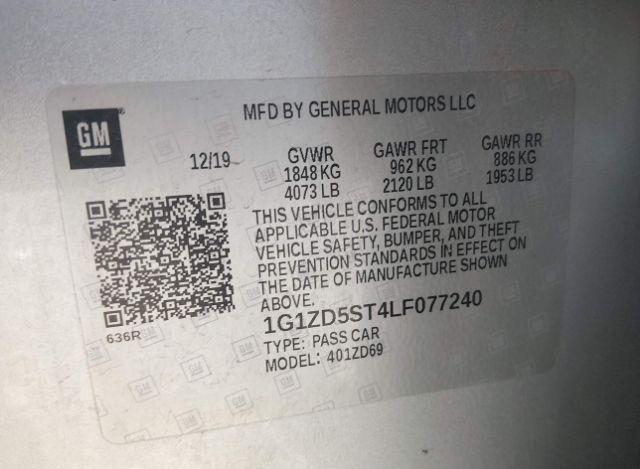 MFD BY GENERAL MOTORS LLC
GM
12/19
GVWR GAWR FRT GAWR RR
1848 KG 962 KG 886 KG
4073 LB 2120 LB 1953 LB
THIS VEHICLE CONFORMS TO ALL
APPLICABLE U.S. FEDERAL MOTOR
VEHICLE SAFETY, BUMPER, AND THEFT
PREVENTION STANDARDS IN EFFECT ON
THE DATE OF MANUFACTURE SHOWN
ABOVE.
636R
1G1ZD5ST4LF077240
TYPE: PASS CAR
MODEL: 401ZD69